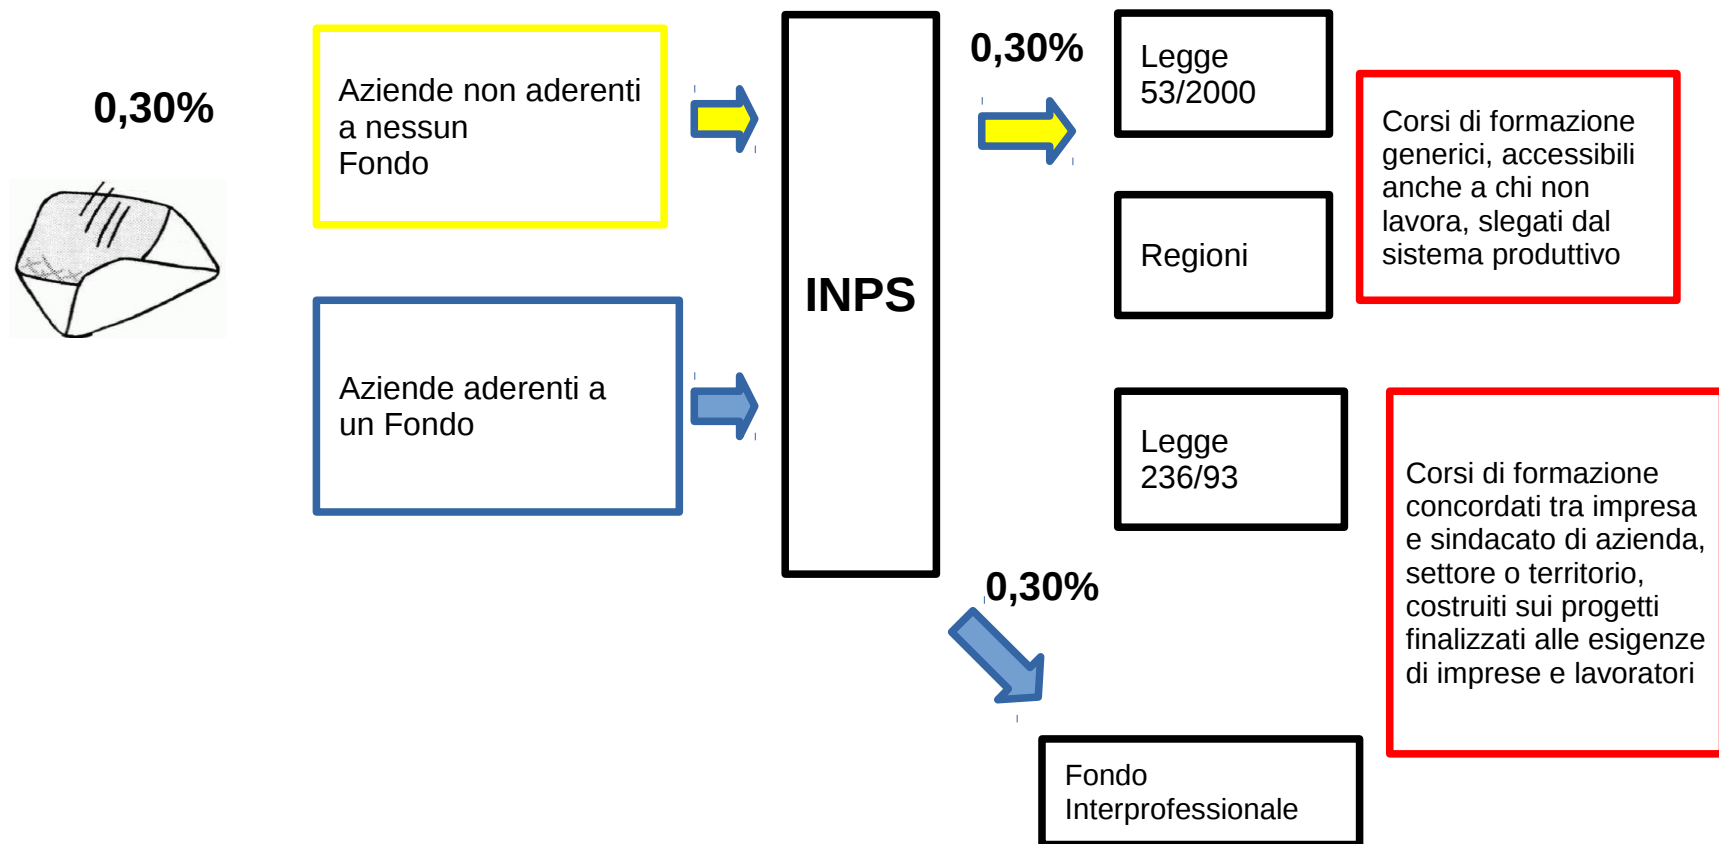 0,30%
Aziende non aderenti
a nessun
Fondo
Aziende aderenti a
un Fondo
INPS
0,30%
Legge
53/2000
Regioni
Legge
236/93
0,30%
Fondo
Interprofessionale
Corsi di formazione
generici, accessibili
anche a chi non
lavora, slegati dal
sistema produttivo
Corsi di formazione
concordati tra impresa
e sindacato di azienda,
settore o territorio,
costruiti sui progetti
finalizzati alle esigenze
di imprese e lavoratori